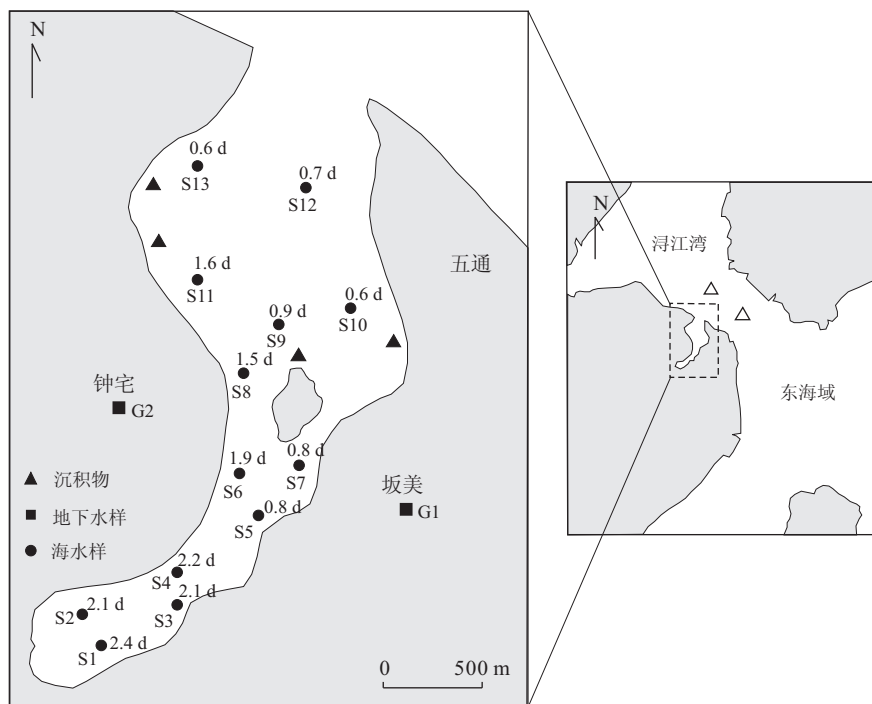 N
0.6 d
S13
0.7 d
S12
五通
1.6 d
S11
0.6 d
S10
0.9 d
S9
1.5 d
S8
钟宅
G2
1.9 d
S6
0.8 d
S7
坂美
G1
0.8 d
S5
沉积物
地下水样
海水样
2.2 d
S4
2.1 d
S3
2.1 d
S2
2.4 d
S1
0 500 m
N
浔江湾
东海域